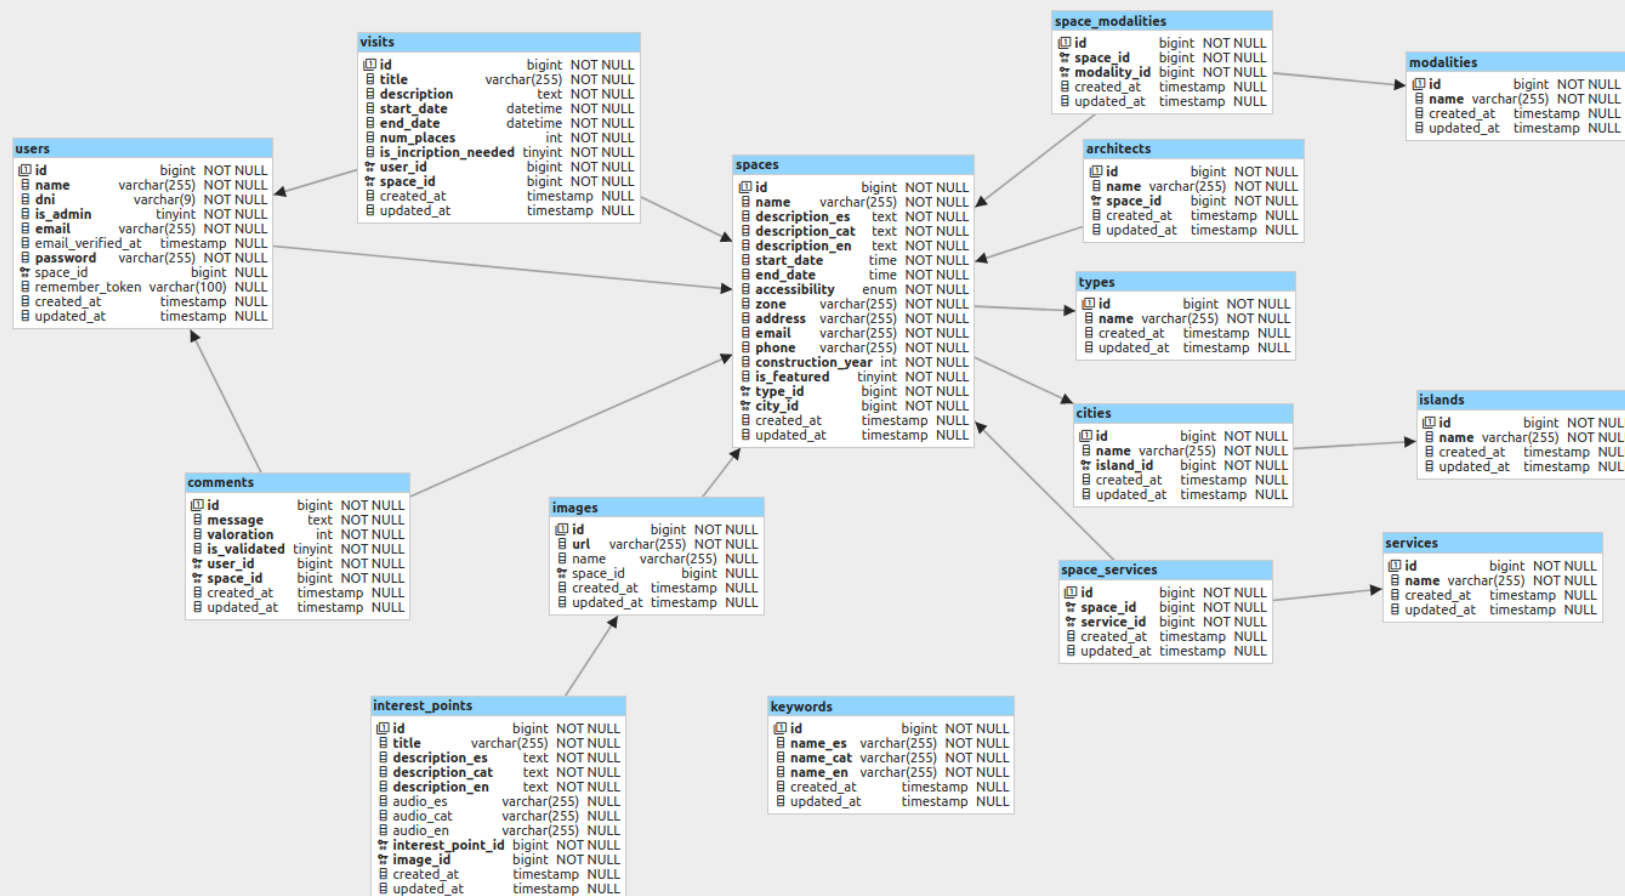 visits
id bigint NOT NULL
title varchar(255) NOT NULL
description text NOT NULL
start_date datetime NOT NULL
end_date datetime NOT NULL
num_places int NOT NULL
is_incription_needed tinyint NOT NULL
user_id bigint NOT NULL
space_id bigint NOT NULL
created_at timestamp NULL
updated_at timestamp NULL
users
id bigint NOT NULL
name varchar(255) NOT NULL
dni varchar(9) NOT NULL
is_admin tinyint NOT NULL
email varchar(255) NOT NULL
email_verified_at timestamp NULL
password varchar(255) NOT NULL
space_id bigint NULL
remember_token varchar(100) NULL
created_at timestamp NULL
updated_at timestamp NULL
spaces
id bigint NOT NULL
name varchar(255) NOT NULL
description_es text NOT NULL
description_cat text NOT NULL
description_en text NOT NULL
start_date time NOT NULL
end_date time NOT NULL
accessibility enum NOT NULL
zone varchar(255) NOT NULL
address varchar(255) NOT NULL
email varchar(255) NOT NULL
phone varchar(255) NOT NULL
construction_year int NOT NULL
is_featured tinyint NOT NULL
type_id bigint NOT NULL
city_id bigint NOT NULL
created_at timestamp NULL
updated_at timestamp NULL
space_modalities
id bigint NOT NULL
space_id bigint NOT NULL
modality_id bigint NOT NULL
created_at timestamp NULL
updated_at timestamp NULL
modalities
id bigint NOT NULL
name varchar(255) NOT NULL
created_at timestamp NULL
updated_at timestamp NULL
architects
id bigint NOT NULL
name varchar(255) NOT NULL
space_id bigint NOT NULL
created_at timestamp NULL
updated_at timestamp NULL
types
id bigint NOT NULL
name varchar(255) NOT NULL
created_at timestamp NULL
updated_at timestamp NULL
cities
id bigint NOT NULL
name varchar(255) NOT NULL
island_id bigint NOT NULL
created_at timestamp NULL
updated_at timestamp NULL
islands
id bigint NOT NUL
name varchar(255) NOT NUL
created_at timestamp NUL
updated_at timestamp NUL
comments
id bigint NOT NULL
message text NOT NULL
valoration int NOT NULL
is_validated tinyint NOT NULL
user_id bigint NOT NULL
space_id bigint NOT NULL
created_at timestamp NULL
updated_at timestamp NULL
images
id bigint NOT NULL
url varchar(255) NOT NULL
name varchar(255) NULL
space_id bigint NULL
created_at timestamp NULL
updated_at timestamp NULL
space_services
id bigint NOT NULL
space_id bigint NOT NULL
service_id bigint NOT NULL
created_at timestamp NULL
updated_at timestamp NULL
services
id bigint NOT NULL
name varchar(255) NOT NULL
created_at timestamp NULL
updated_at timestamp NULL
interest_points
id bigint NOT NULL
title varchar(255) NOT NULL
description_es text NOT NULL
description_cat text NOT NULL
description_en text NOT NULL
audio_es varchar(255) NULL
audio_cat varchar(255) NULL
audio_en varchar(255) NULL
interest_point_id bigint NOT NULL
image_id bigint NOT NULL
created_at timestamp NULL
updated_at timestamp NULL
keywords
id bigint NOT NULL
name_es varchar(255) NOT NULL
name_cat varchar(255) NOT NULL
name_en varchar(255) NOT NULL
created_at timestamp NULL
updated_at timestamp NULL